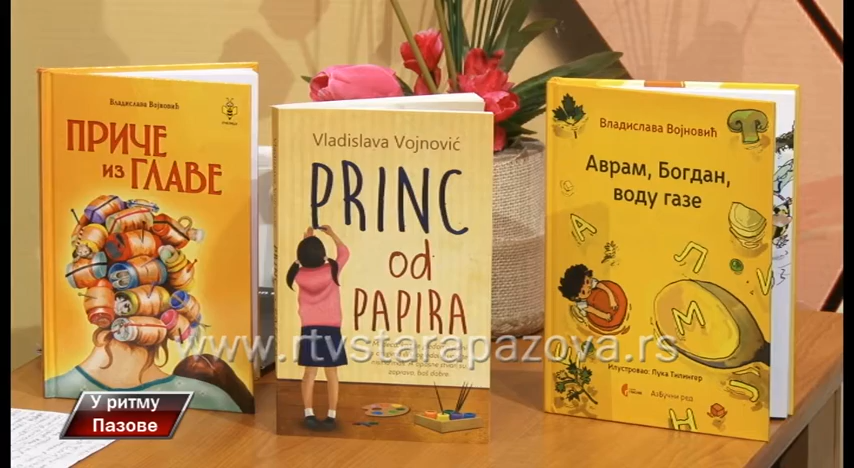 Владислава Војновић
ПРИЧЕ
ИЗ ГЛАВЕ
Vladislava Vojnović
PRINC
od
PAPIRA
Владислава Војновић
Аврам, Богдан,
воду газе
А
Л
И
М
Л
Н
www.rtvstarapazova.rs
Илустровао: Лука Тилингер
АзБучни ред
У ритму
Пазове